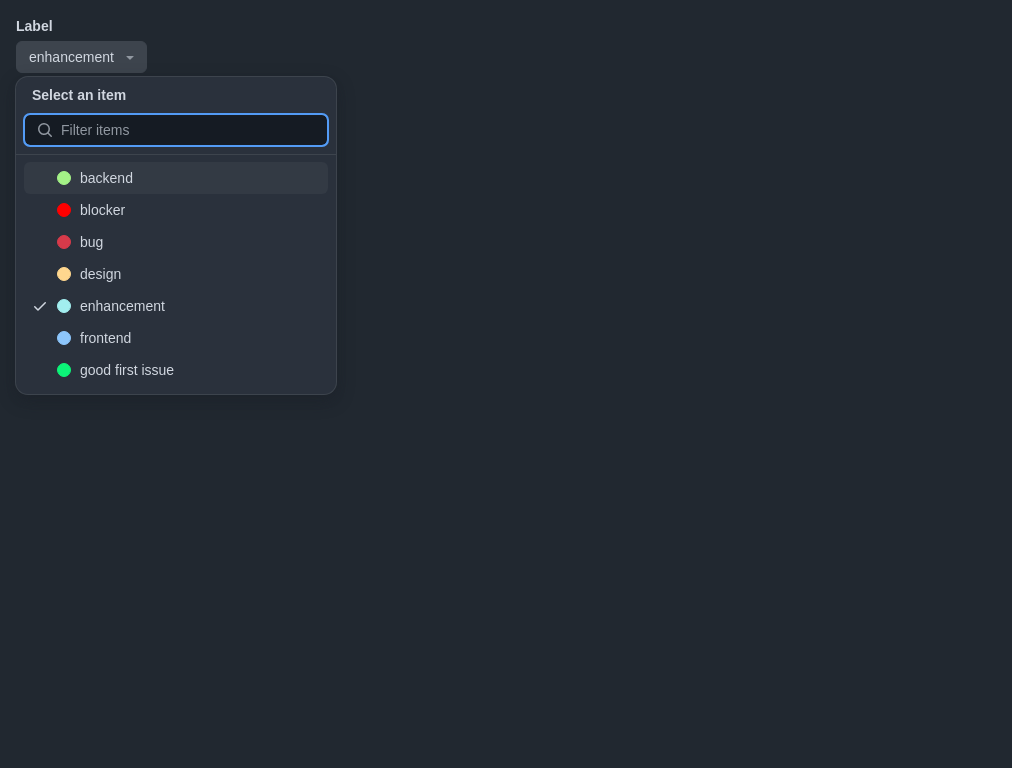 Label
enhancement
Select an item
Filter items
backend
blocker
bug
design
enhancement
frontend
good first issue